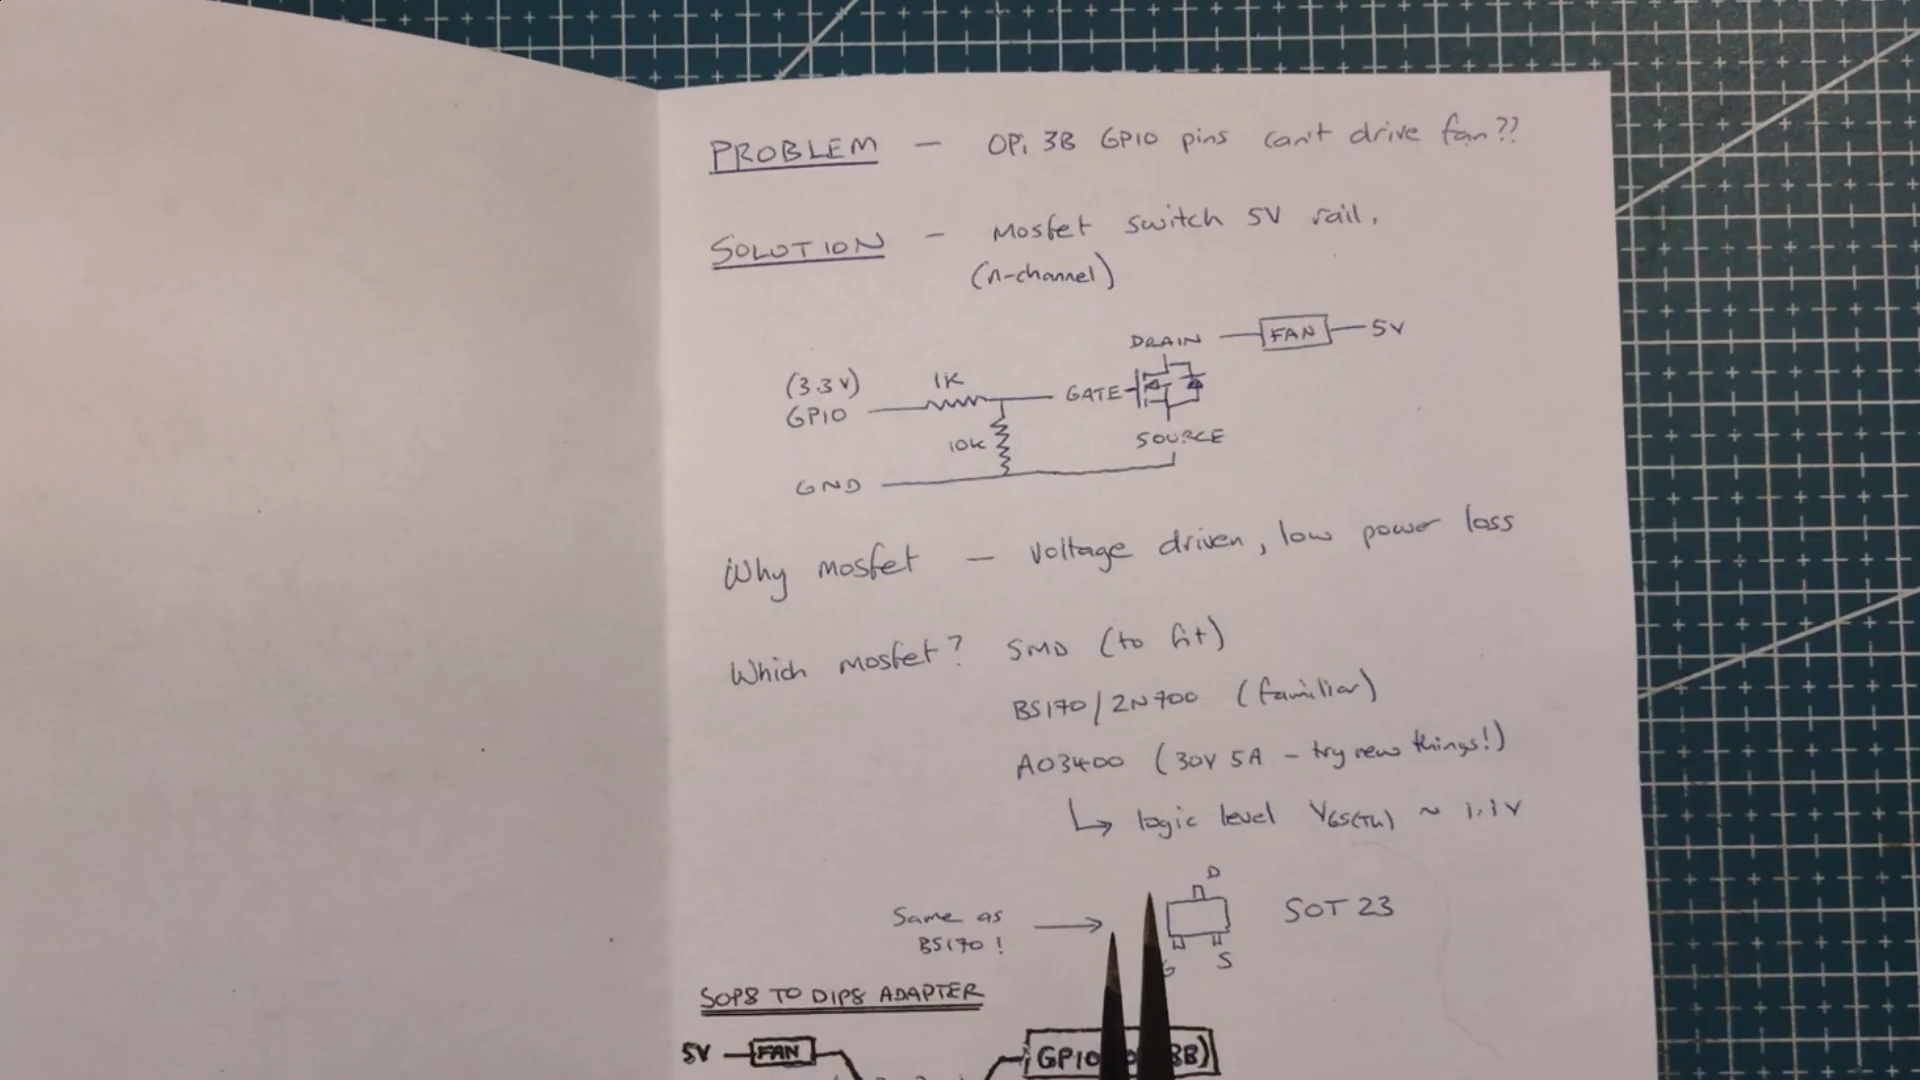 PROBLEM - OPi 3B GPIO pins can't drive fan??
SOLUTION - Mosfet switch 5V rail.
(n-channel)
DRAIN FAN 5V
(3.3V) 1K
GPIO GATE
10K SOURCE
GND
Why mosfet - voltage driven, low power loss
Which mosfet? SMD (to fit)
BS170/2N700 (familiar)
AO3400 (30V 5A - try new things!)
↳ logic level VGS(Th) ~ 1.1V
D
Same as → SOT 23
BS170!
G S
SOP8 TO DIP8 ADAPTER
5V FAN GPIO 3B)